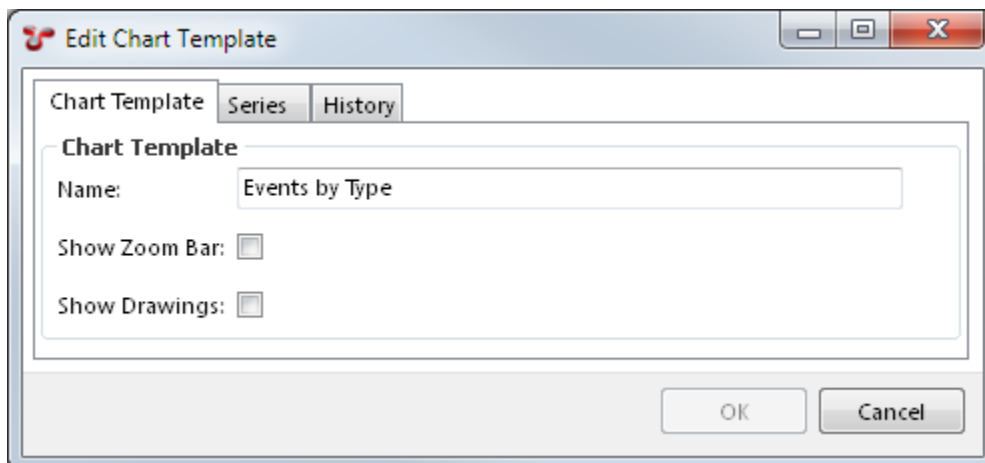 Edit Chart Template
Chart Template Series History
Chart Template
Name: Events by Type
Show Zoom Bar:
Show Drawings:
OK Cancel